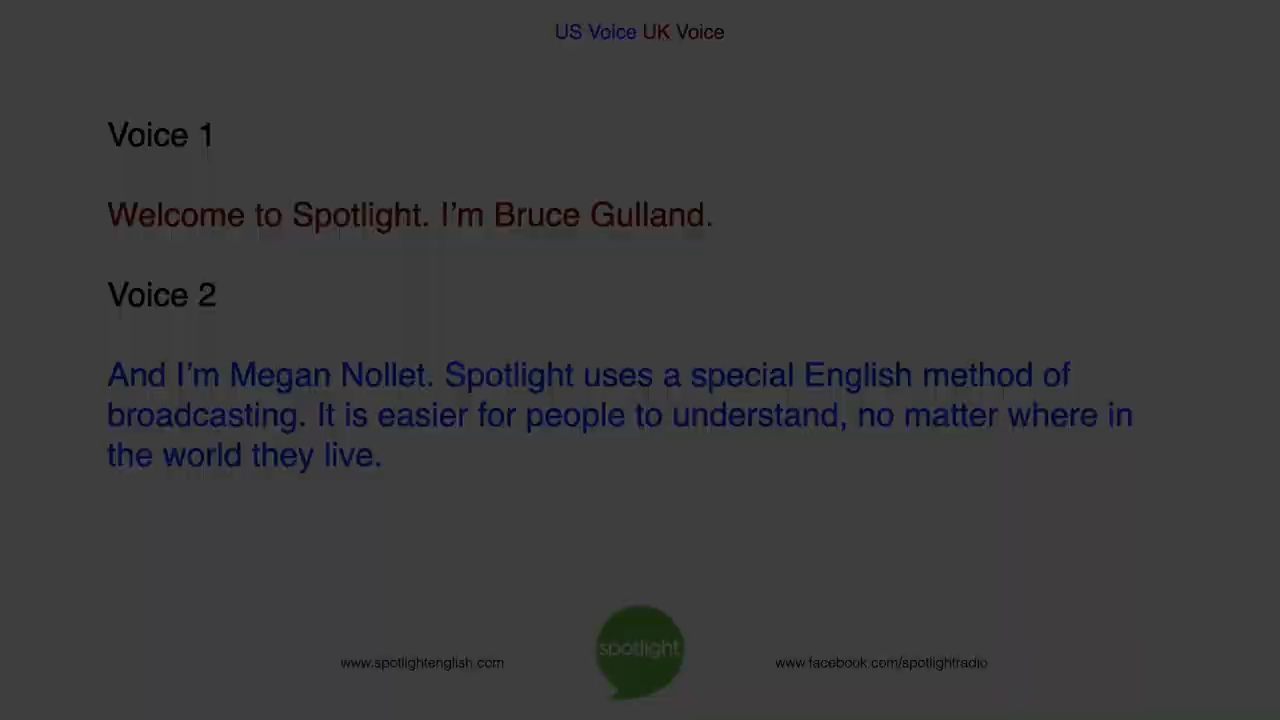 US Voice UK Voice
Voice 1
Welcome to Spotlight. I’m Bruce Gulland.
Voice 2
And I’m Megan Nollet. Spotlight uses a special English method of
broadcasting. It is easier for people to understand, no matter where in
the world they live.
spotlight
www.spotlightenglish.com
www.facebook.com/spotlightradio